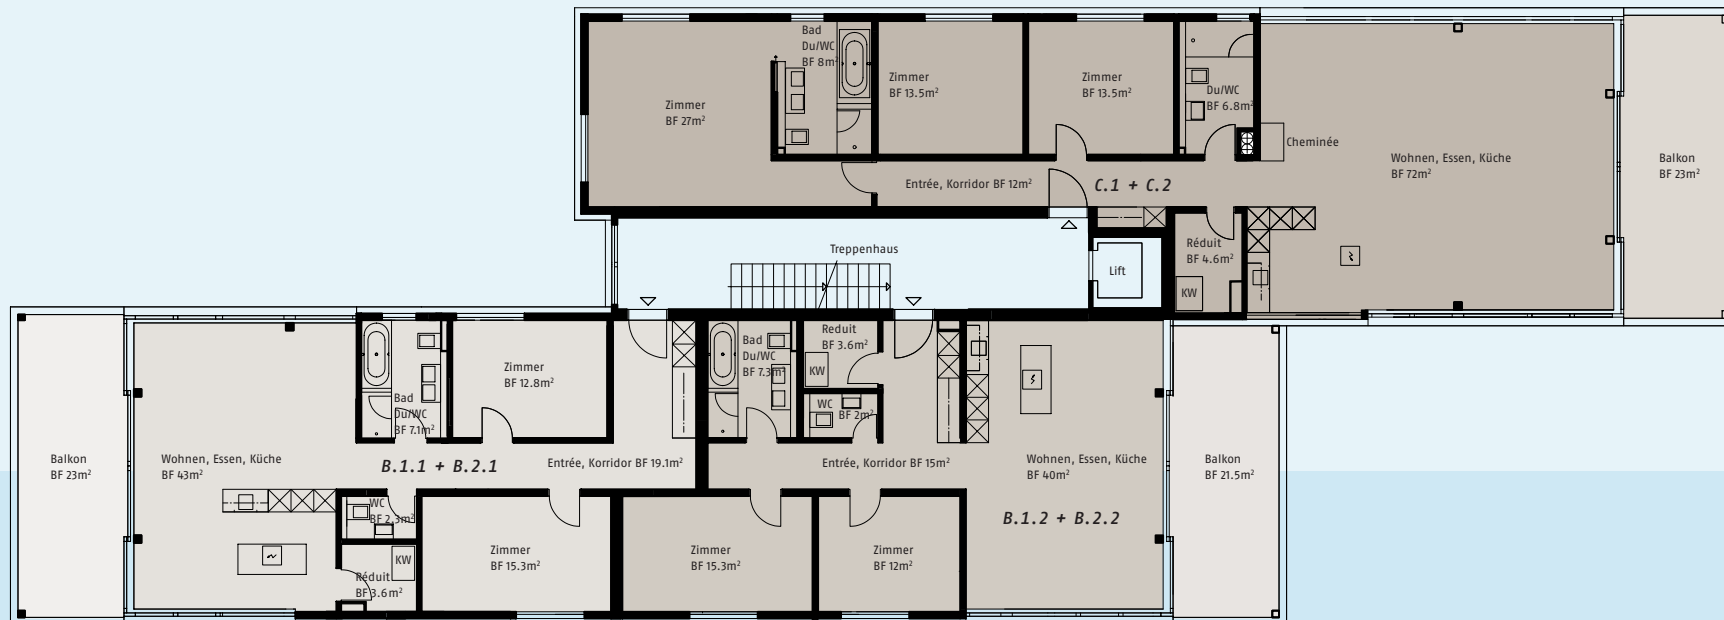 Bad
Du/WC
BF 8m²
Zimmer
BF 27m²
Zimmer
BF 13.5m²
Zimmer
BF 13.5m²
Du/WC
BF 6.8m²
Cheminée
Wohnen, Essen, Küche
BF 72m²
Balkon
BF 23m²
Entrée, Korridor BF 12m²
C.1 + C.2
Treppenhaus
Lift
Réduit
BF 4.6m²
KW
Balkon
BF 23m²
Wohnen, Essen, Küche
BF 43m²
Bad
Du/WC
BF 7.1m²
Zimmer
BF 12.8m²
B.1.1 + B.2.1
Entrée, Korridor BF 19.1m²
WC
BF 2.3m²
KW
Réduit
BF 3.6m²
Zimmer
BF 15.3m²
Bad
Du/WC
BF 7.3m²
Reduit
BF 3.6m²
KW
WC
BF 2m²
Entrée, Korridor BF 15m²
Wohnen, Essen, Küche
BF 40m²
Balkon
BF 21.5m²
B.1.2 + B.2.2
Zimmer
BF 15.3m²
Zimmer
BF 12m²